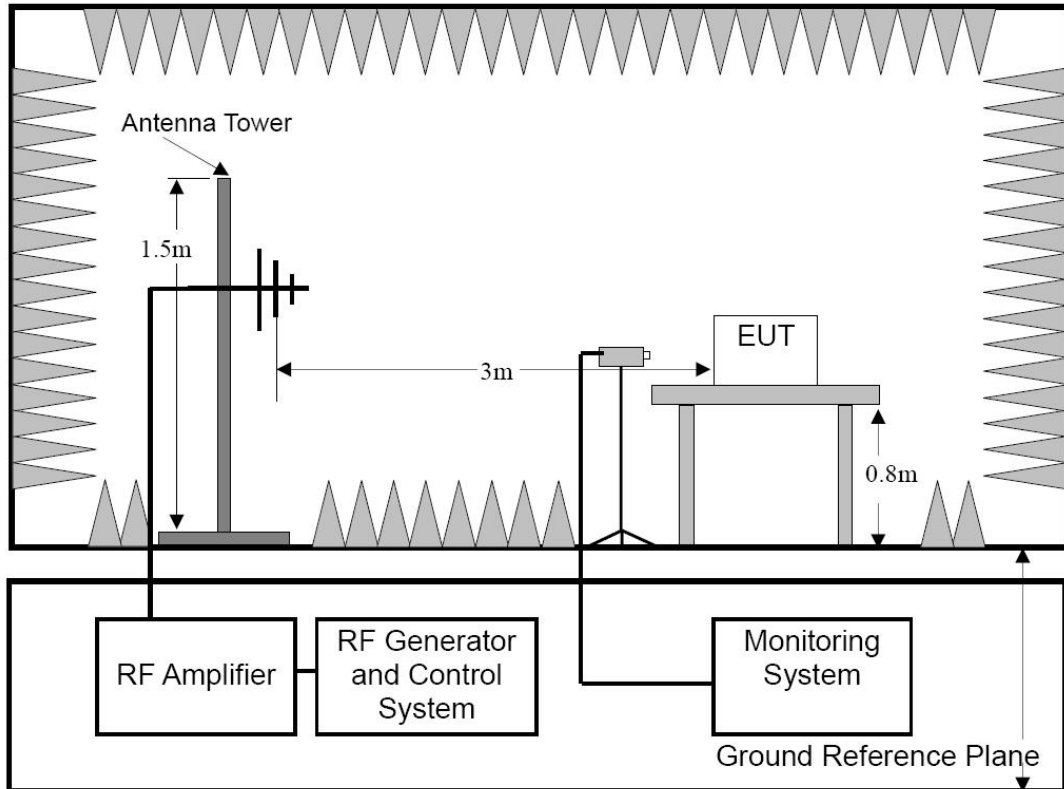 Antenna Tower
1.5m
EUT
3m
0.8m
RF Amplifier
RF Generator
and Control
System
Monitoring
System
Ground Reference Plane